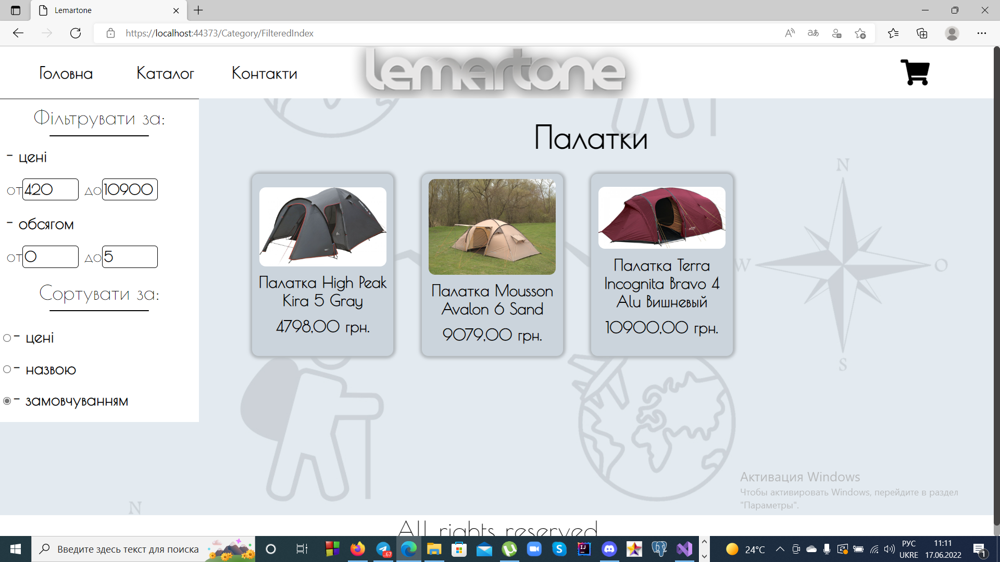 Lemartone
https://localhost:44373/Category/FilteredIndex
Головна Каталог Контакти
lemartone
Фільтрувати за:
- цені
от 420 до 10900
- обсягом
от 0 до 5
Сортувати за:
- цені
- назвою
- замовчуванням
Палатки
Палатка High Peak
Kira 5 Gray
4798,00 грн.
Палатка Mousson
Avalon 6 Sand
9079,00 грн.
Палатка Terra
Incognita Bravo 4
Alu Вишневый
10900,00 грн.
N
W
O
S
N
Активация Windows
Чтобы активировать Windows, перейдите в раздел
"Параметры".
All rights reserved
Введите здесь текст для поиска
..67
24°C
РУС
UKRE
11:11
17.06.2022
1